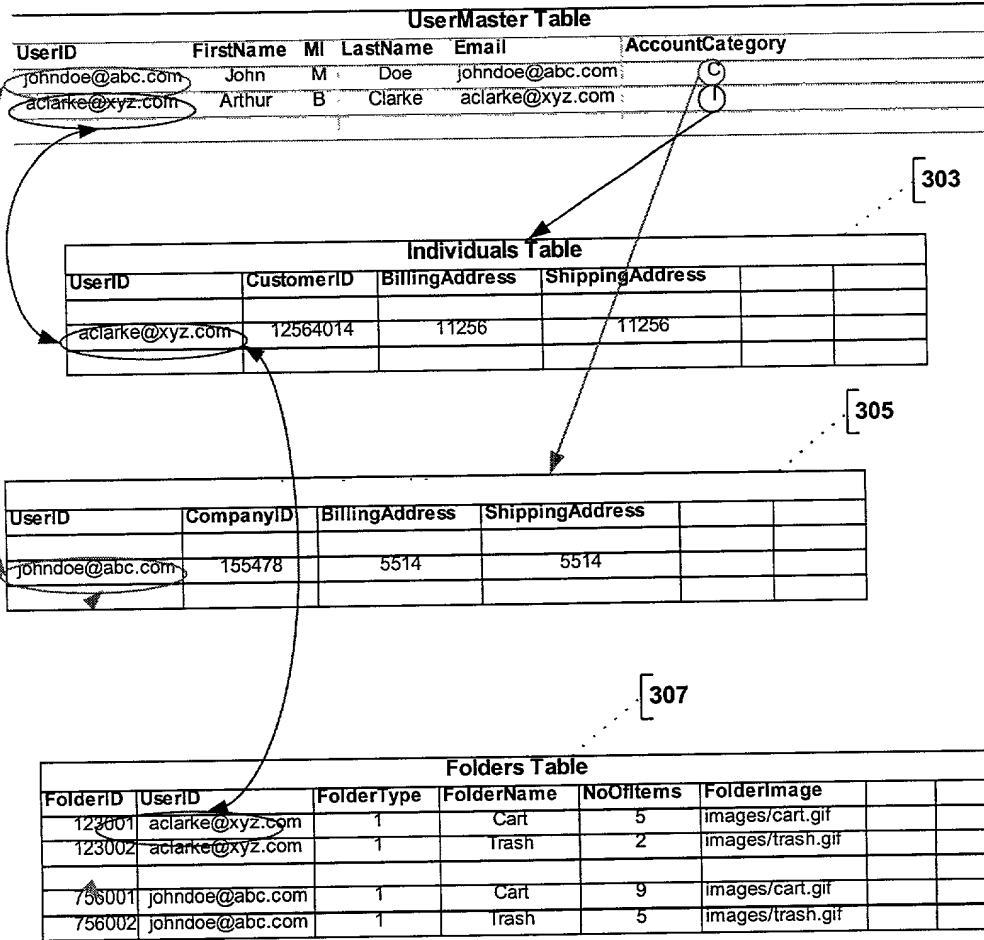 UserMaster Table
UserID FirstName MI LastName Email AccountCategory
johndoe@abc.com John M Doe johndoe@abc.com C
aclarke@xyz.com Arthur B Clarke aclarke@xyz.com I
303
Individuals Table
UserID CustomerID BillingAddress ShippingAddress
aclarke@xyz.com 12564014 11256 11256
305
UserID CompanyID BillingAddress ShippingAddress
johndoe@abc.com 155478 5514 5514
307
Folders Table
FolderID UserID FolderType FolderName NoOfItems FolderImage
123001 aclarke@xyz.com 1 Cart 5 images/cart.gif
123002 aclarke@xyz.com 1 Trash 2 images/trash.gif
756001 johndoe@abc.com 1 Cart 9 images/cart.gif
756002 johndoe@abc.com 1 Trash 5 images/trash.gif